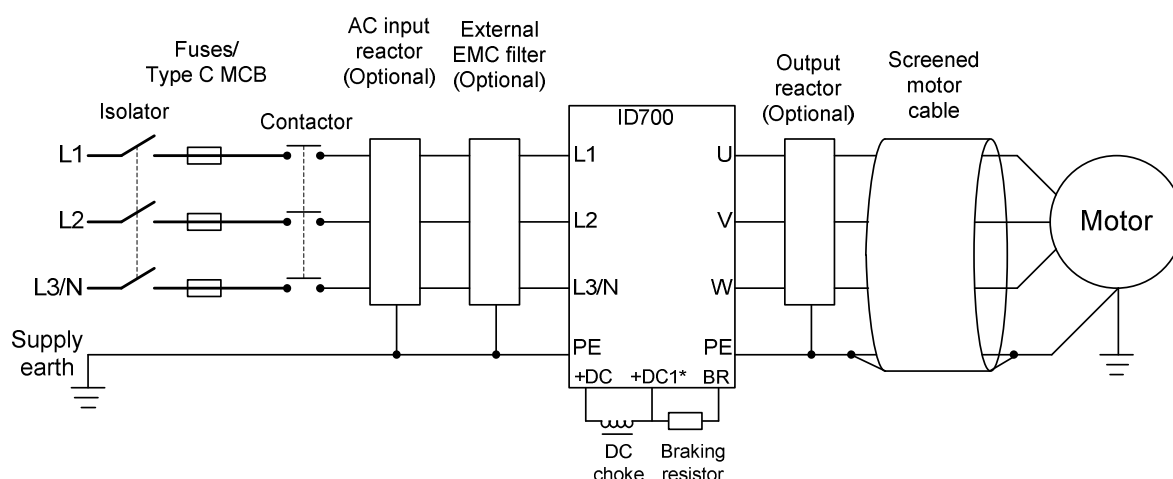 AC input
reactor
(Optional)
External
EMC filter
(Optional)
Fuses/
Type C MCB
Isolator
Contactor
ID700
Output
reactor
(Optional)
Screened
motor
cable
L1
L1
U
L2
L2
V
Motor
L3/N
L3/N
W
Supply
earth
PE
PE
+DC
+DC1*
BR
DC
choke
Braking
resistor